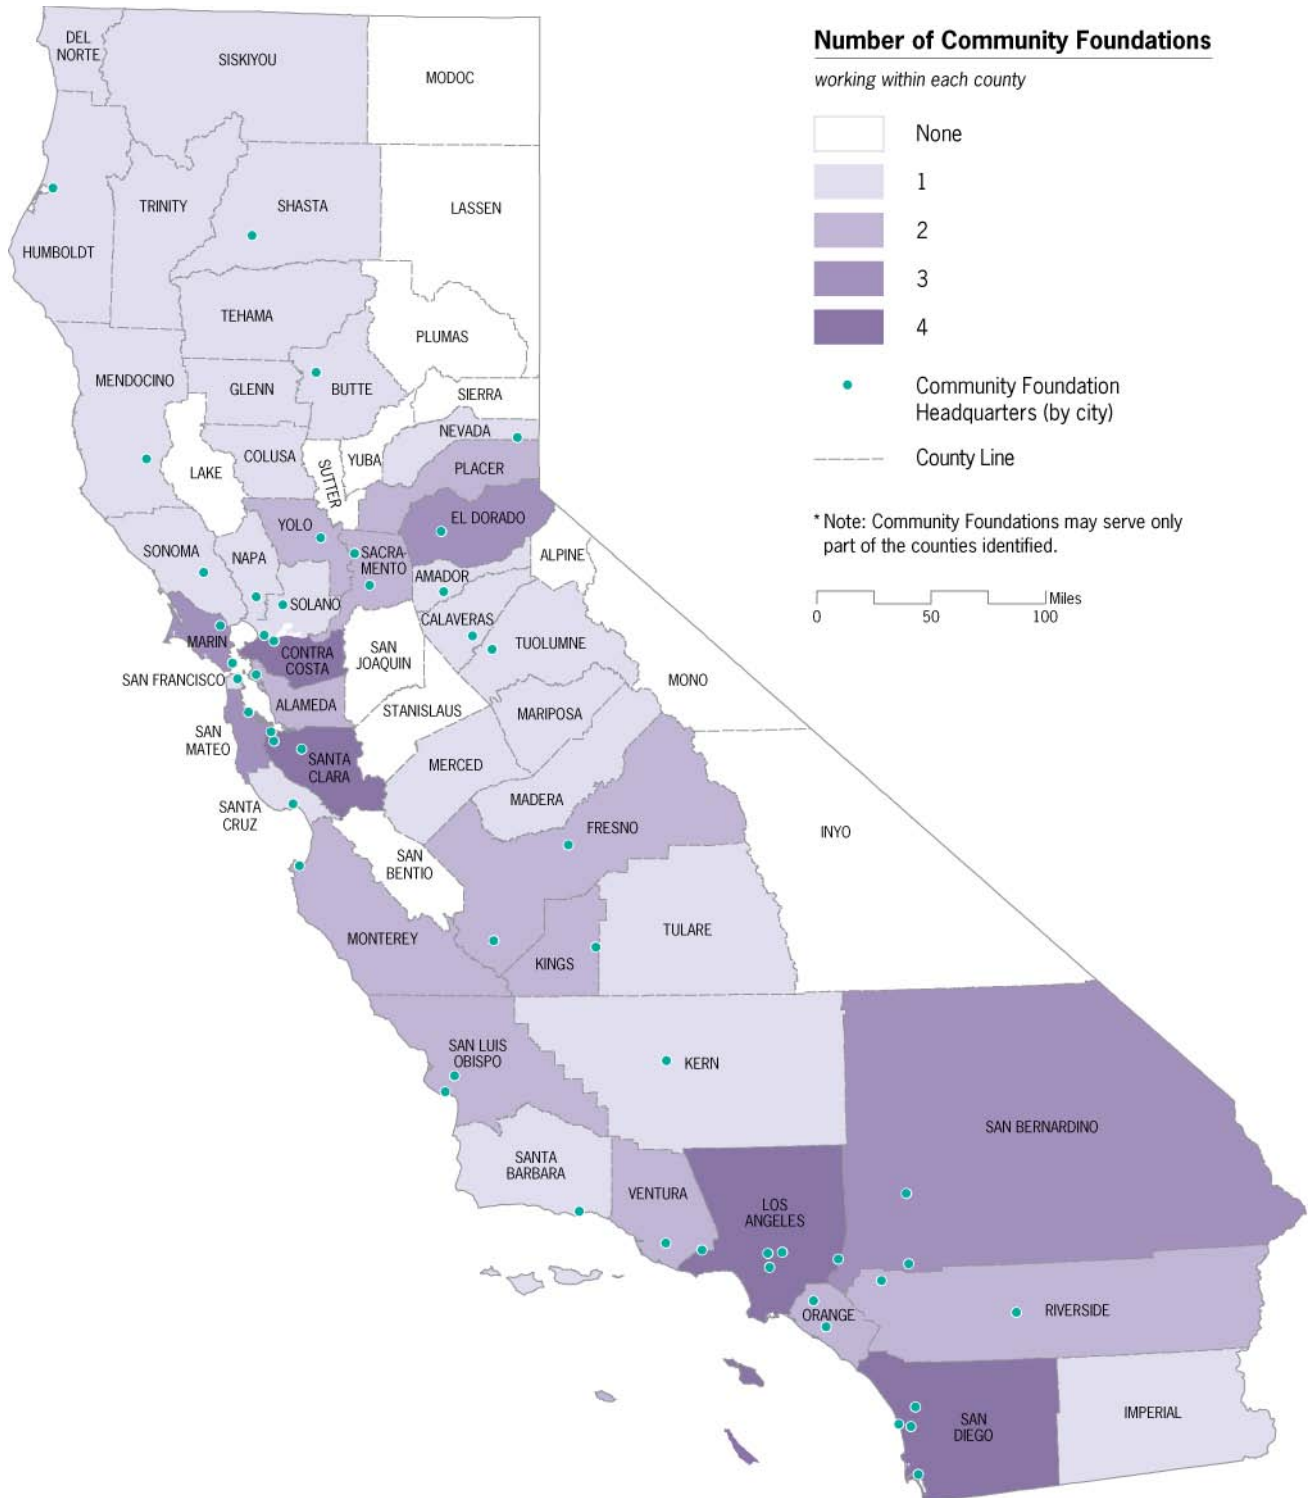 Number of Community Foundations
working within each county
None
1
2
3
4
Community Foundation
Headquarters (by city)
County Line
* Note: Community Foundations may serve only
part of the counties identified.
Miles
0 50 100
DEL
NORTE
SISKIYOU
MODOC
HUMBOLDT
TRINITY
SHASTA
LASSEN
TEHAMA
PLUMAS
MENDOCINO
GLENN
BUTTE
SIERRA
LAKE
COLUSA
SUTTER
YUBA
NEVADA
PLACER
YOLO
EL DORADO
SONOMA
NAPA
SACRA-
MENTO
ALPINE
AMADOR
SOLANO
CALAVERAS
MARIN
CONTRA
COSTA
SAN
JOAQUIN
TUOLUMNE
SAN FRANCISCO
ALAMEDA
MONO
STANISLAUS
MARIPOSA
SAN
MATEO
SANTA
CLARA
MERCED
SANTA
CRUZ
MADERA
FRESNO
INYO
SAN
BENTIO
MONTEREY
KINGS
TULARE
SAN LUIS
OBISPO
KERN
SAN BERNARDINO
SANTA
BARBARA
VENTURA
LOS
ANGELES
ORANGE
RIVERSIDE
SAN
DIEGO
IMPERIAL